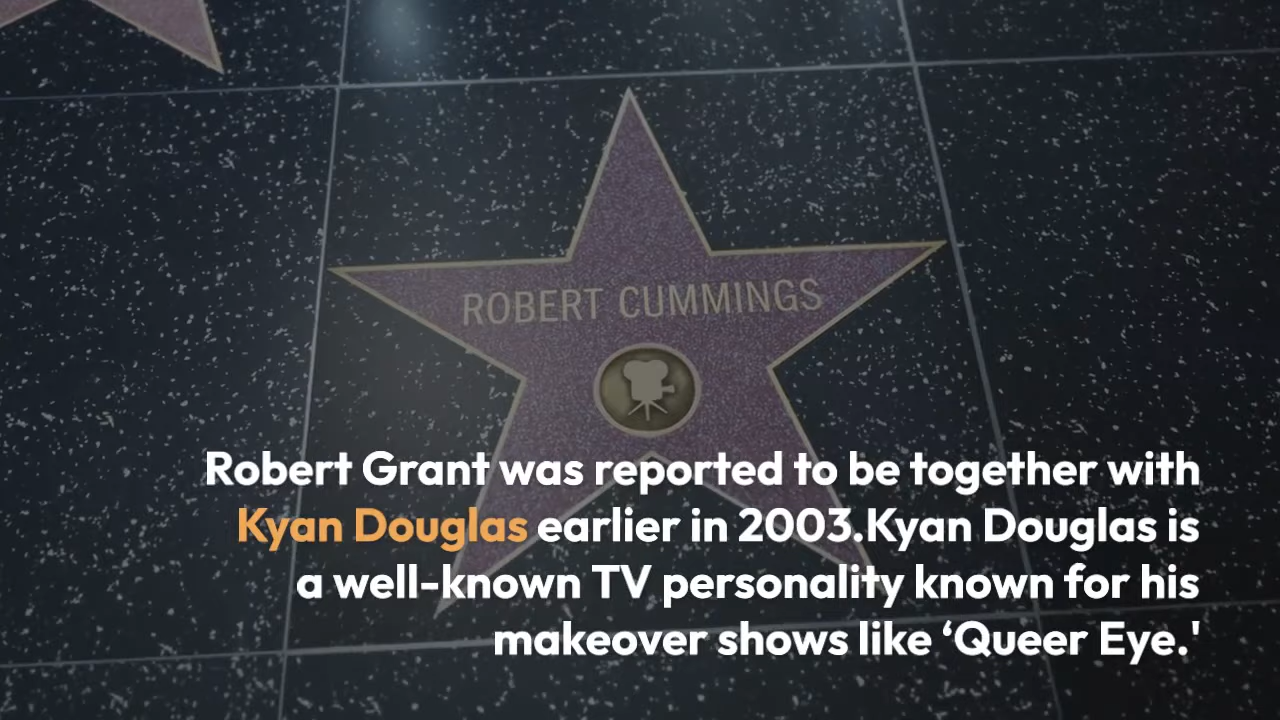 ROBERT CUMMINGS
Robert Grant was reported to be together with
Kyan Douglas earlier in 2003.Kyan Douglas is
a well-known TV personality known for his
makeover shows like ‘Queer Eye.'